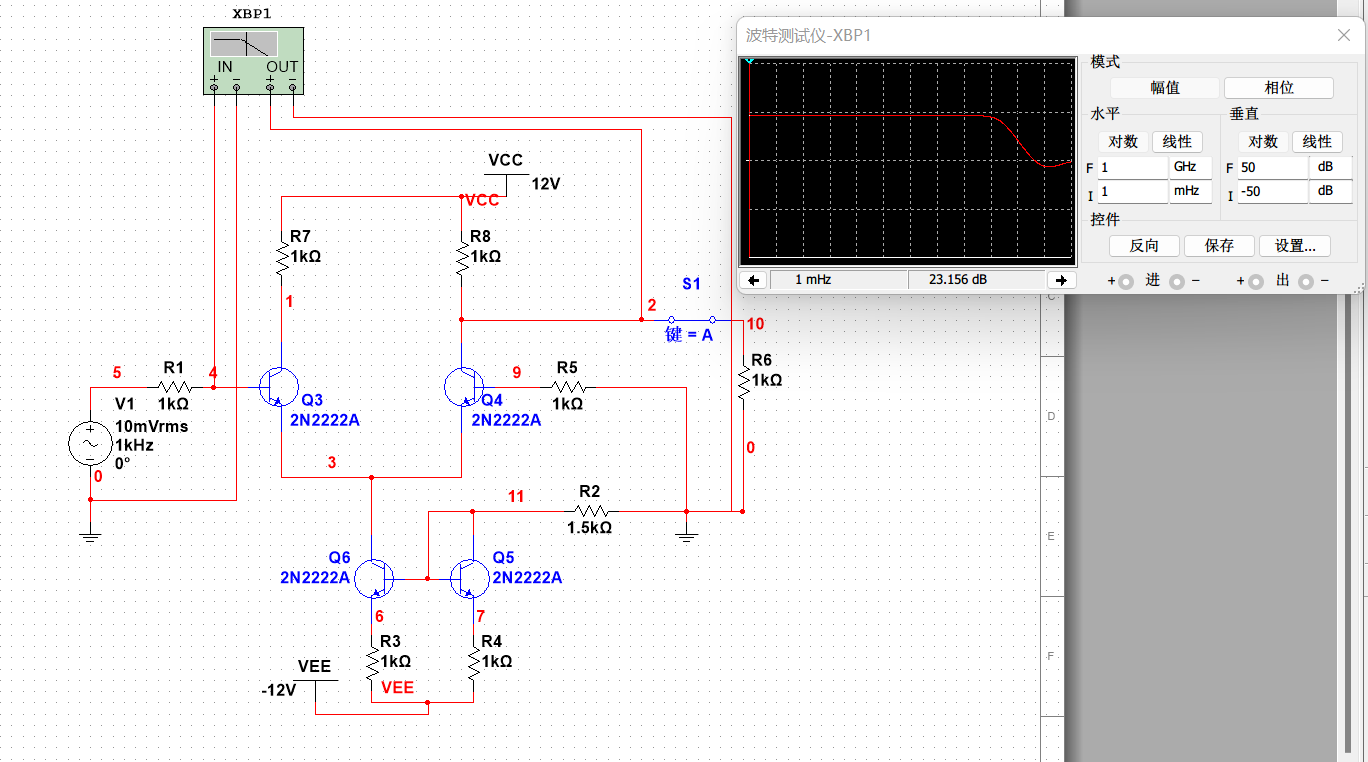 XBP1
IN OUT
+ − + −
VCC
12V
VCC
R7
1kΩ
R8
1kΩ
1
S1
2
键 = A
10
R6
1kΩ
5
R1
1kΩ
4
V1
10mVrms
1kHz
0°
0
Q3
2N2222A
Q4
2N2222A
9
R5
1kΩ
0
3
11
R2
1.5kΩ
Q6
2N2222A
Q5
2N2222A
6
7
R3
1kΩ
R4
1kΩ
VEE
VEE
-12V
波特测试仪-XBP1
模式
幅值 相位
水平 垂直
对数 线性 对数 线性
F 1 GHz F 50 dB
I 1 mHz I -50 dB
控件
反向 保存 设置...
1 mHz 23.156 dB
+ 进 − + 出 −
C
D
E
F